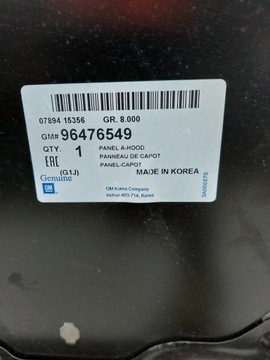 07894 15356 GR. 8.000
GM# 96476549
QTY. 1 PANEL A-HOOD
PANNEAU DE CAPOT
EAC (G1J) PANEL-CAPOT
MADE IN KOREA
Genuine
GM
GM Korea Company
Incheon 403-714, Korea